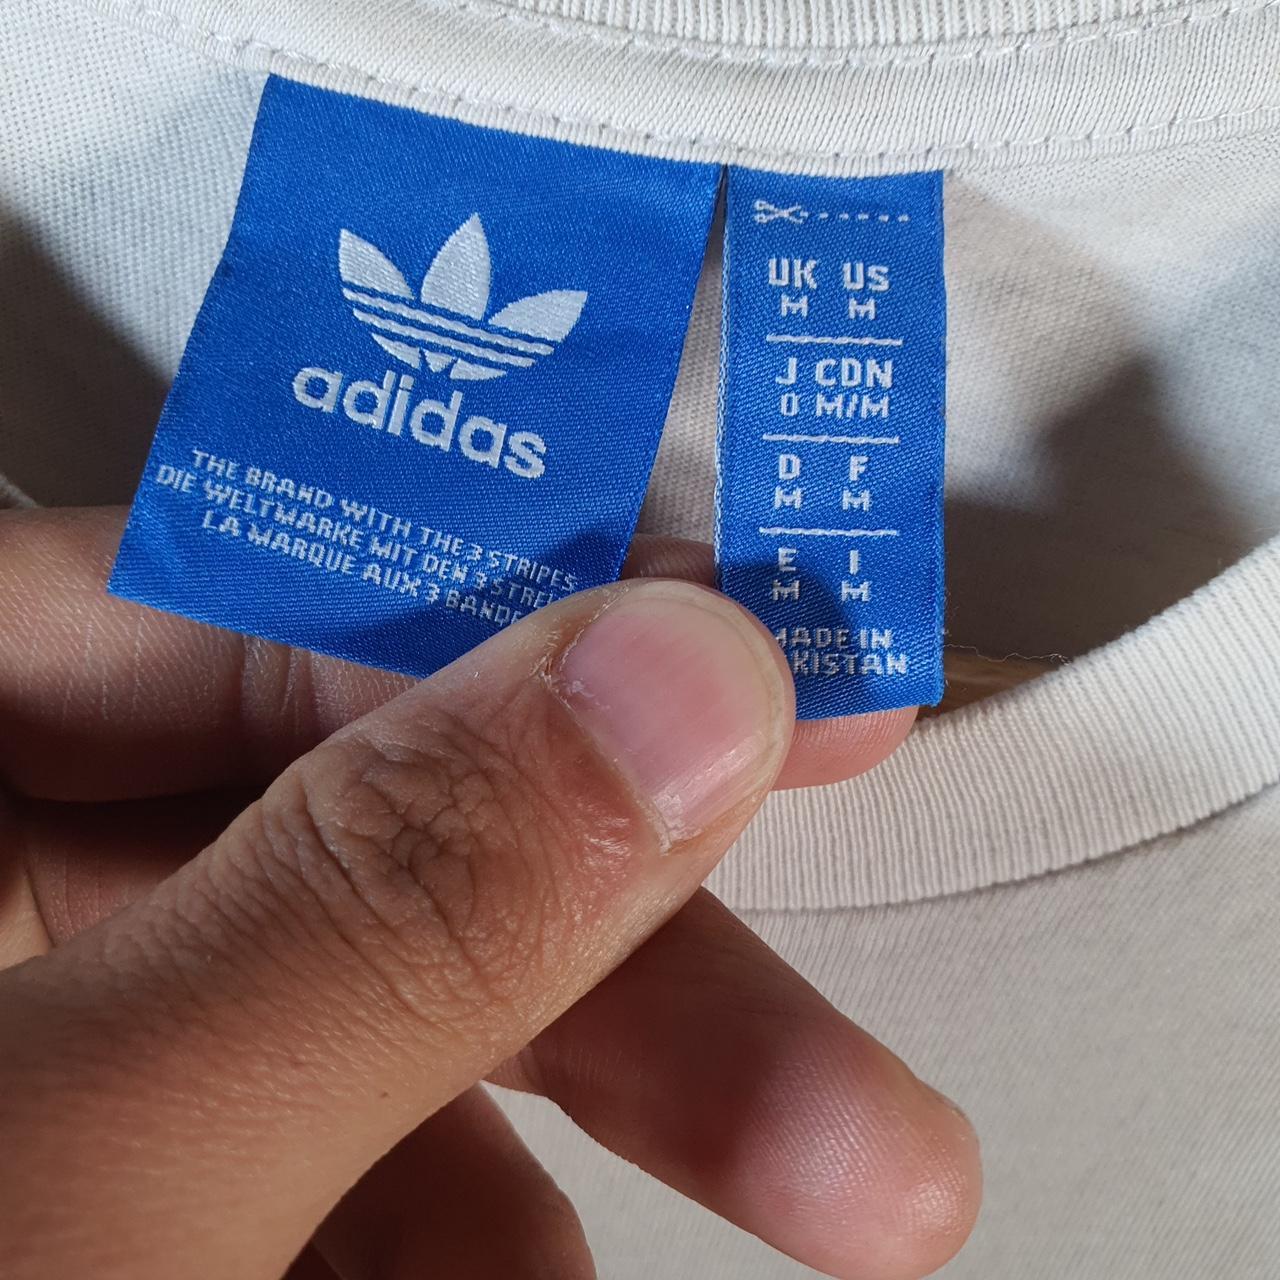 adidas
THE BRAND WITH THE 3 STRIPES
DIE WELTMARKE MIT DEN 3
LA MARQUE AUX 3
UK US
M M
J CDN
O M/M
D F
M M
E I
M M
MADE IN